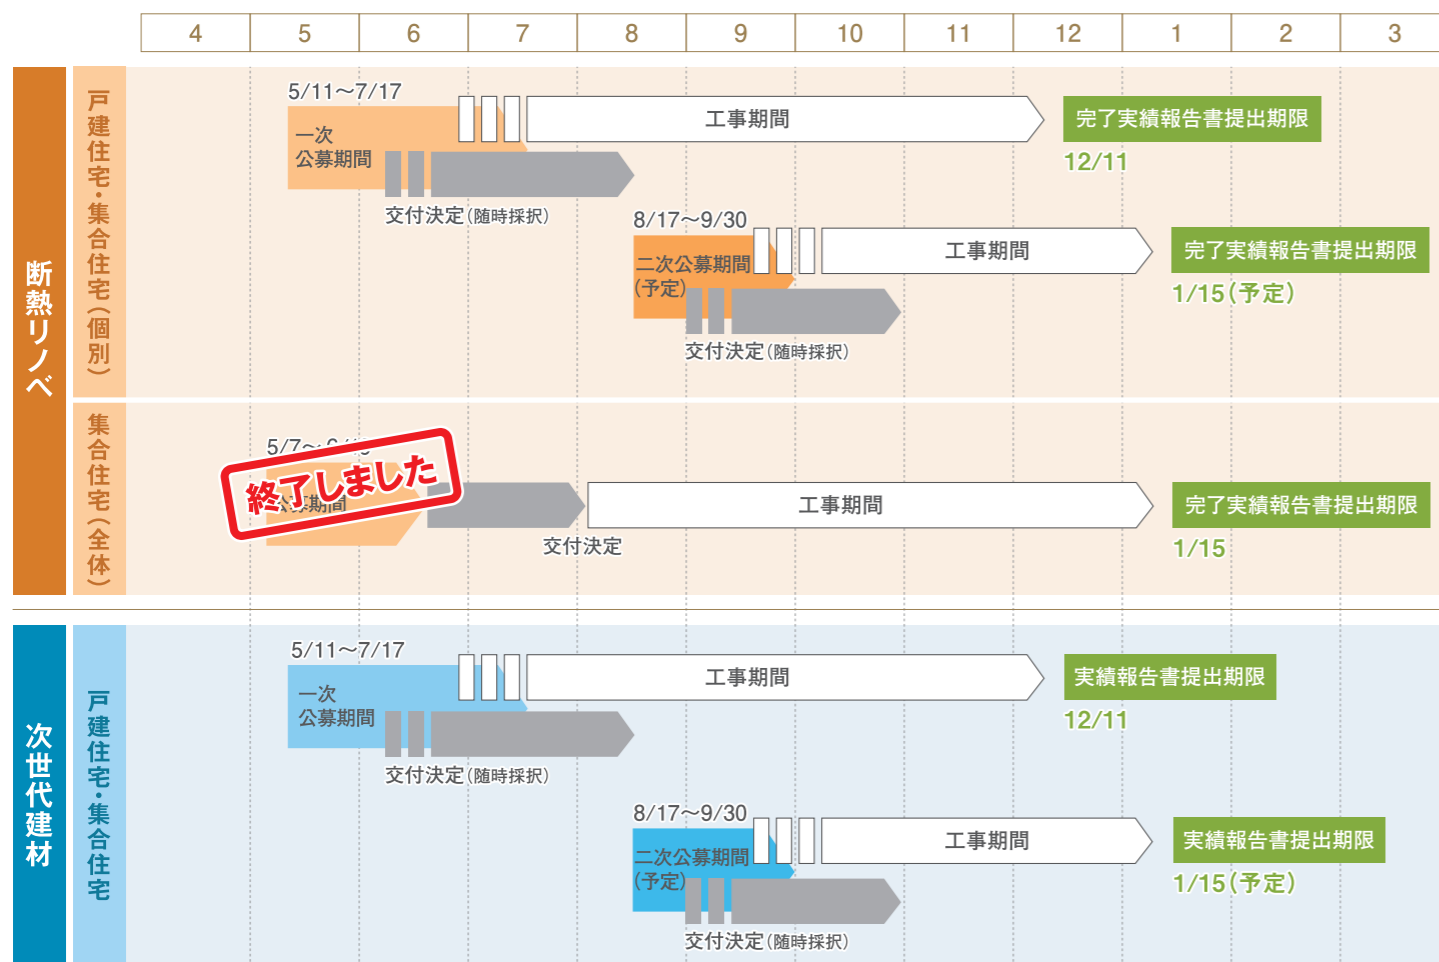 4 5 6 7 8 9 10 11 12 1 2 3
断熱リノベ
戸建住宅・集合住宅(個別)
5/11〜7/17
一次
公募期間
工事期間
完了実績報告書提出期限
12/11
交付決定(随時採択)
8/17〜9/30
二次公募期間
(予定)
工事期間
完了実績報告書提出期限
1/15(予定)
交付決定(随時採択)
集合住宅(全体)
5/7〜
終了しました
公募期間
工事期間
完了実績報告書提出期限
1/15
交付決定
次世代建材
戸建住宅・集合住宅
5/11〜7/17
一次
公募期間
工事期間
実績報告書提出期限
12/11
交付決定(随時採択)
8/17〜9/30
二次公募期間
(予定)
工事期間
実績報告書提出期限
1/15(予定)
交付決定(随時採択)